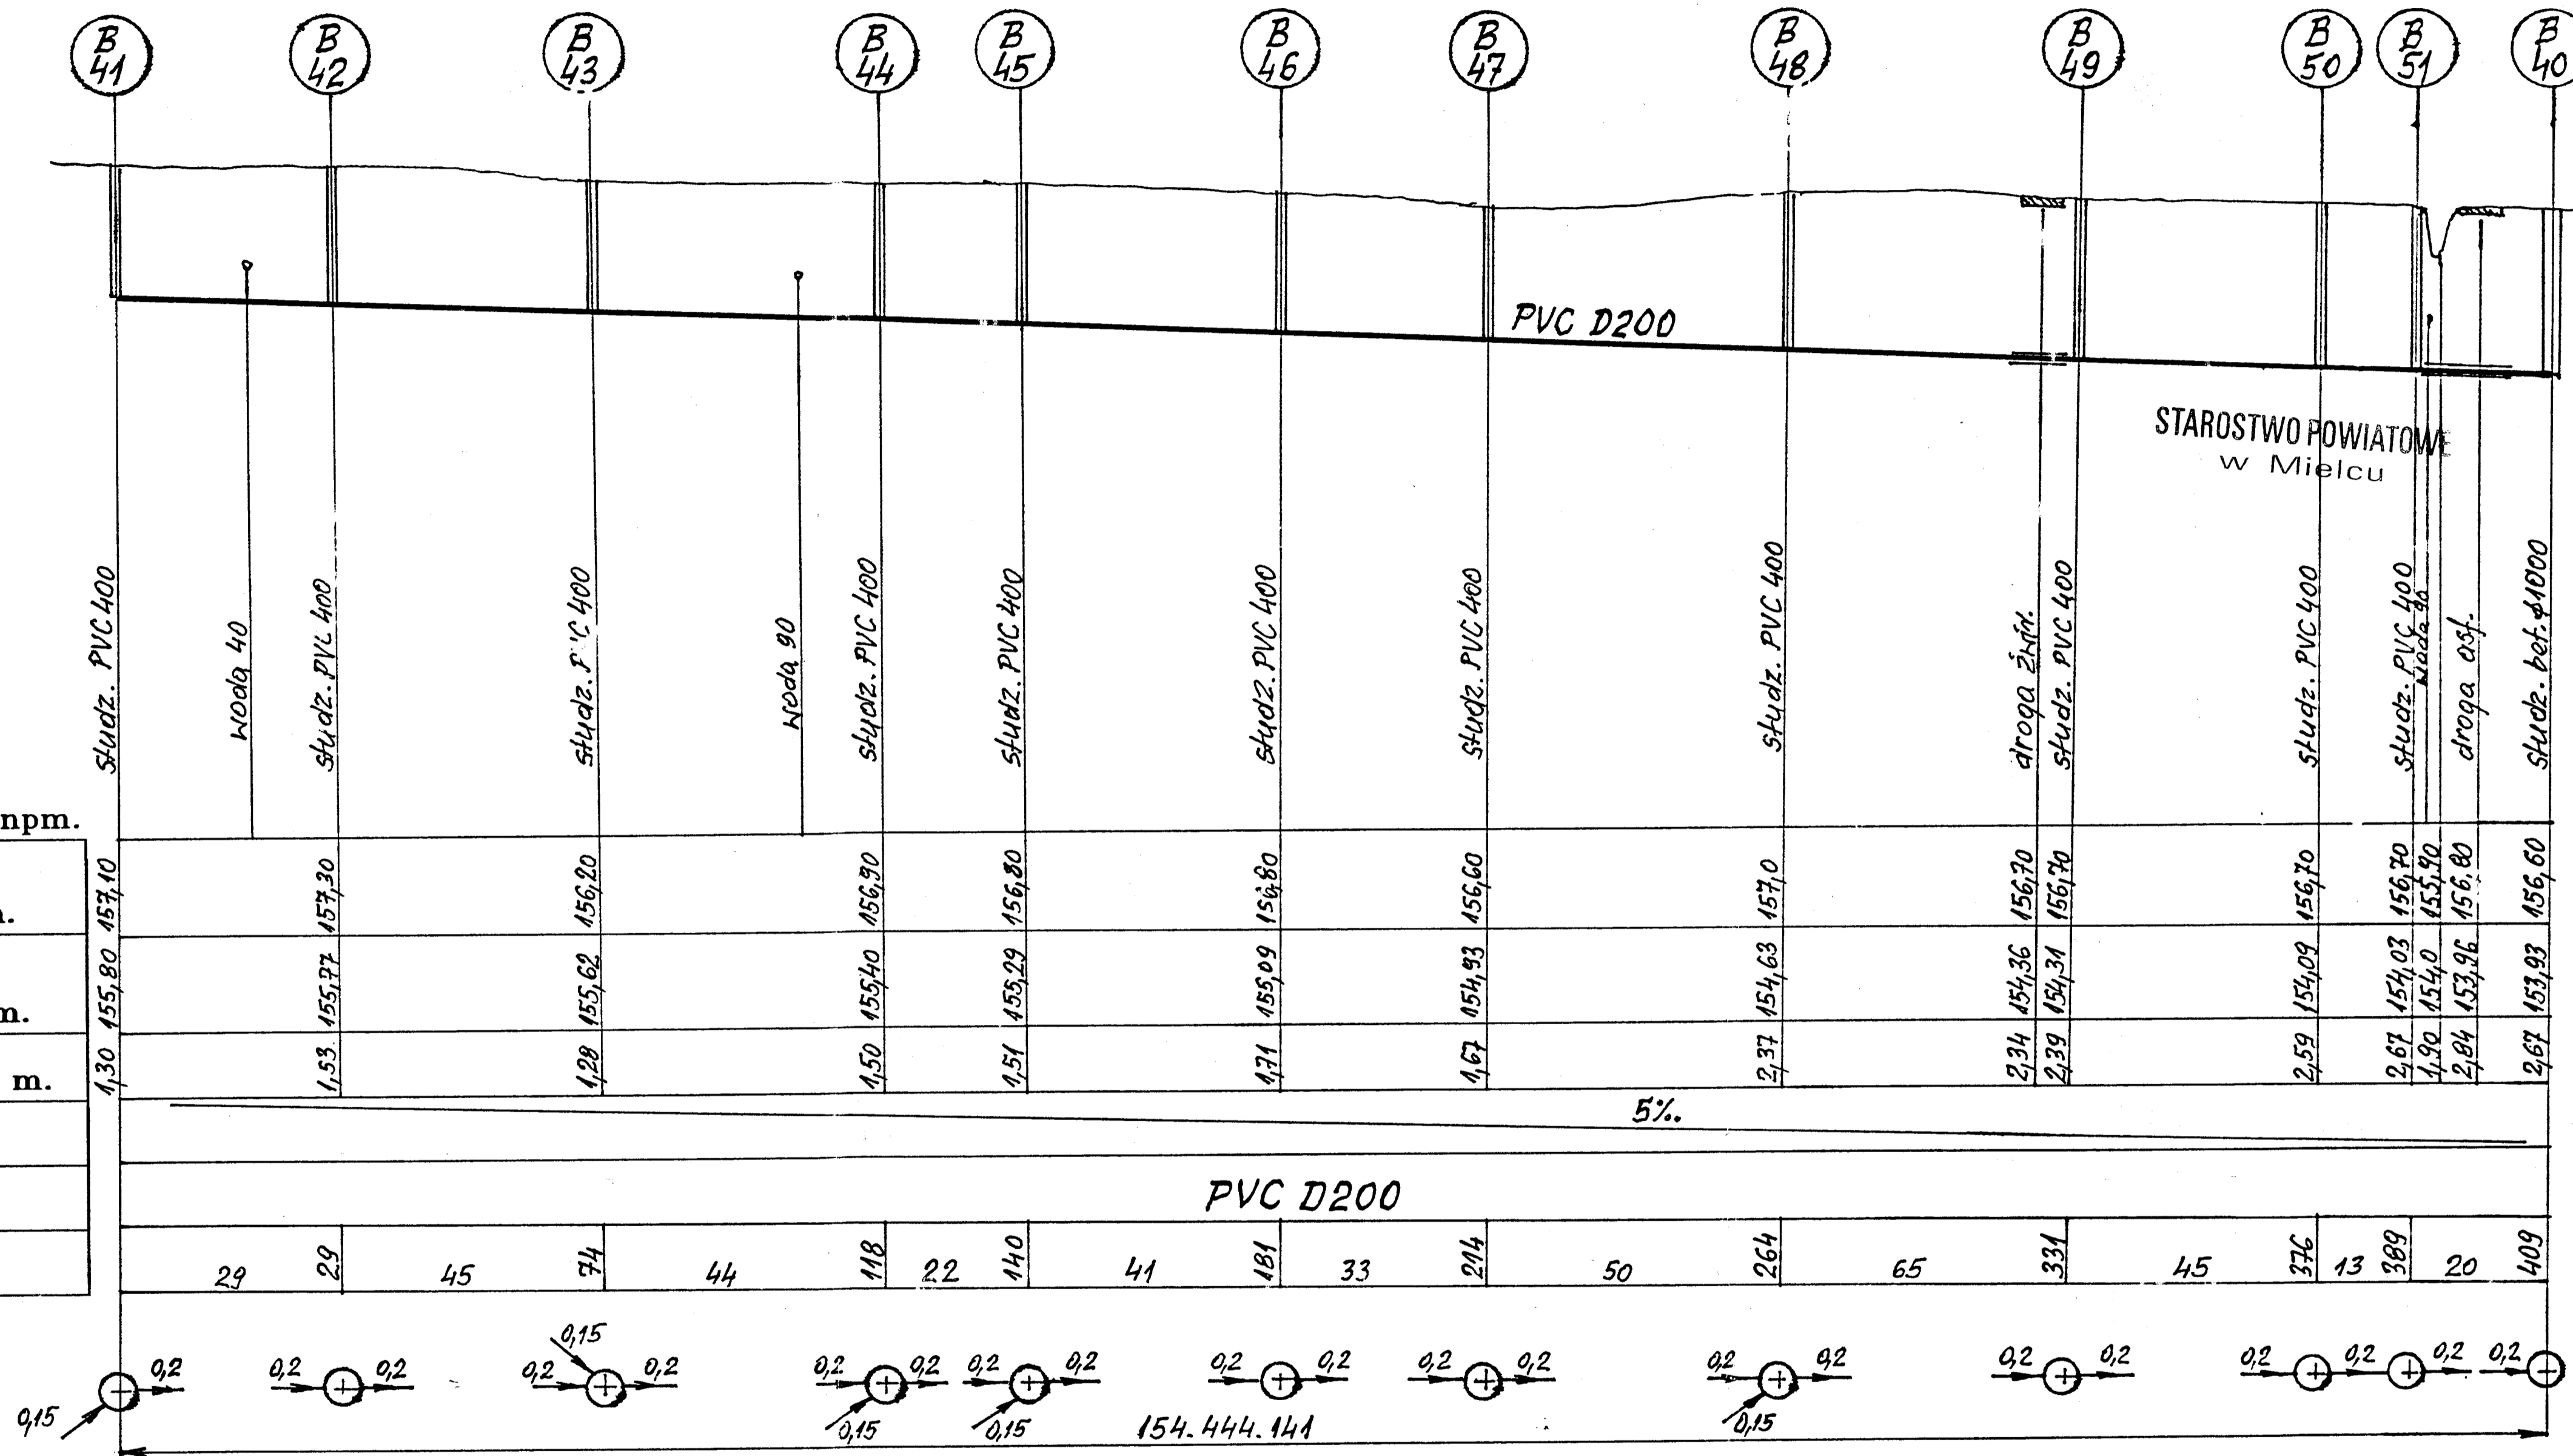 B 41
B 42
B 43
B 44
B 45
B 46
B 47
B 48
B 49
B 50
B 51
B 40
PVC D200
STAROSTWO POWIATOWE
w Mielcu
studz. PVC 400
woda 40
studz. PVC 400
studz. PVC 400
woda 90
studz. PVC 400
studz. PVC 400
studz. PVC 400
studz. PVC 400
studz. PVC 400
droga żwir.
studz. PVC 400
studz. PVC 400
studz. PVC 400
woda 90
droga asf.
studz. bet. ϕ1000
npm.
157,10 157,30 156,20 156,90 156,80 156,80 156,60 157,0 156,70 156,70 156,70 156,70 155,90 156,80 156,60
155,80 155,77 155,62 155,40 155,29 155,09 154,93 154,63 154,36 154,31 154,09 154,03 154,0 153,96 153,93
m.
1,30 1,53 1,28 1,50 1,51 1,71 1,67 2,37 2,34 2,39 2,59 2,67 1,90 2,84 2,67
m.
5‰
PVC D200
29 29 45 74 44 118 22 140 41 181 33 214 50 264 65 331 45 376 13 389 20 409
0,15
0,2 0,2 0,2 0,2 0,2 0,2 0,2 0,2 0,2 0,2 0,2 0,2 0,2 0,2 0,2 0,2 0,2 0,2 0,2 0,2 0,2
0,15 0,15 0,15 0,15
154.444.141